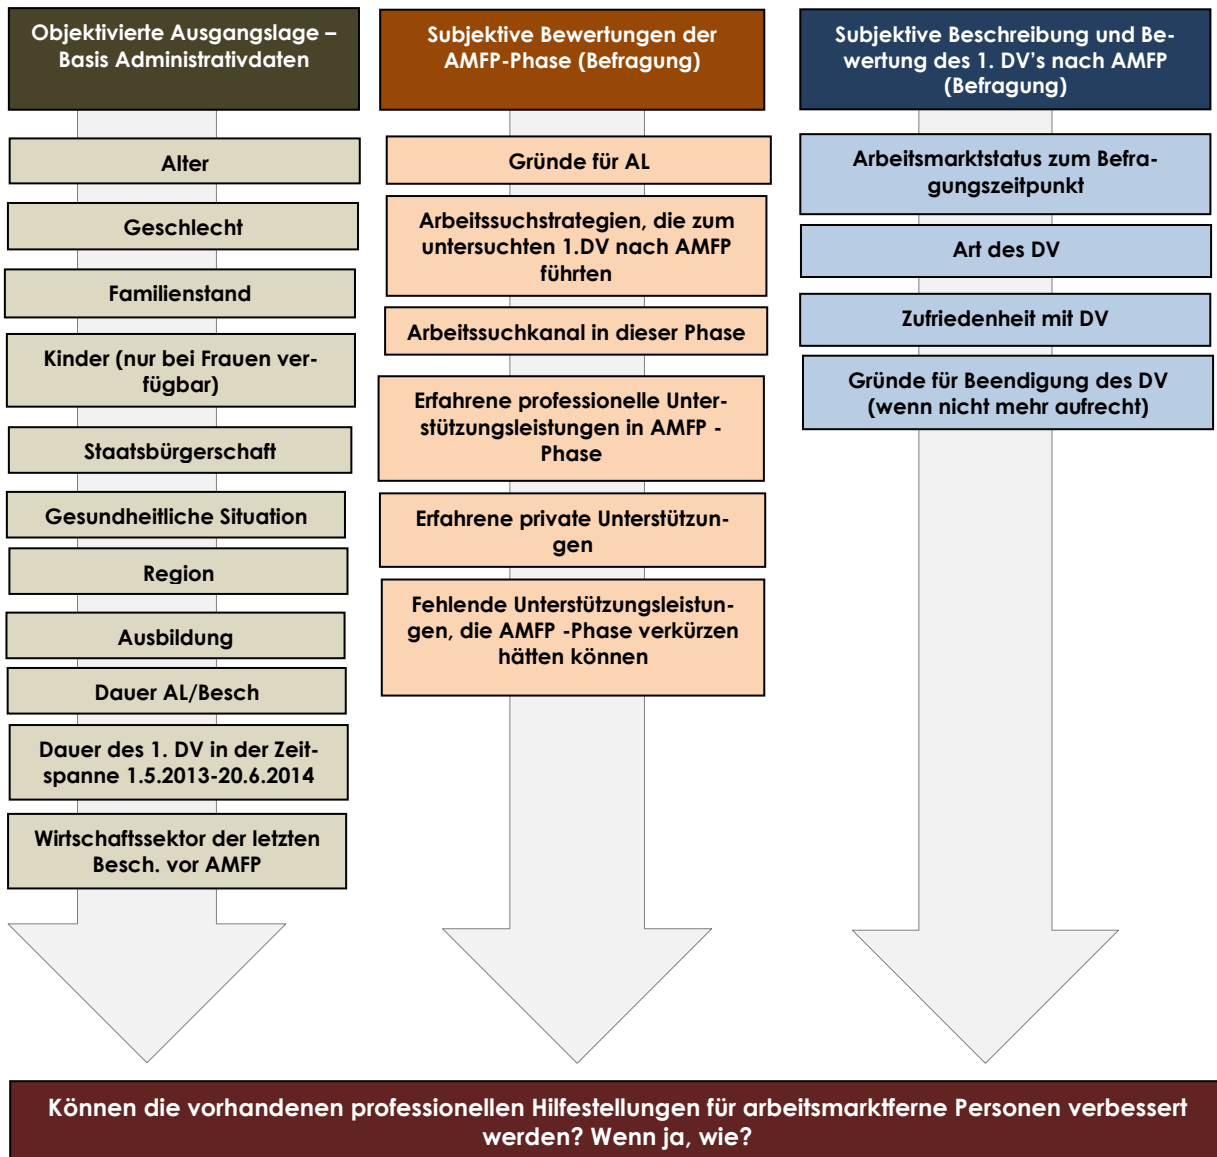 Objektivierte Ausgangslage –
Basis Administrativdaten
Alter
Geschlecht
Familienstand
Kinder (nur bei Frauen ver-
fügbar)
Staatsbürgerschaft
Gesundheitliche Situation
Region
Ausbildung
Dauer AL/Besch
Dauer des 1. DV in der Zeit-
spanne 1.5.2013-20.6.2014
Wirtschaftssektor der letzten
Besch. vor AMFP
Subjektive Bewertungen der
AMFP-Phase (Befragung)
Gründe für AL
Arbeitssuchstrategien, die zum
untersuchten 1.DV nach AMFP
führten
Arbeitssuchkanal in dieser Phase
Erfahrene professionelle Unter-
stützungsleistungen in AMFP -
Phase
Erfahrene private Unterstützun-
gen
Fehlende Unterstützungsleistun-
gen, die AMFP -Phase verkürzen
hätten können
Subjektive Beschreibung und Be-
wertung des 1. DV's nach AMFP
(Befragung)
Arbeitsmarktstatus zum Befra-
gungszeitpunkt
Art des DV
Zufriedenheit mit DV
Gründe für Beendigung des DV
(wenn nicht mehr aufrecht)
Können die vorhandenen professionellen Hilfestellungen für arbeitsmarktferne Personen verbessert
werden? Wenn ja, wie?